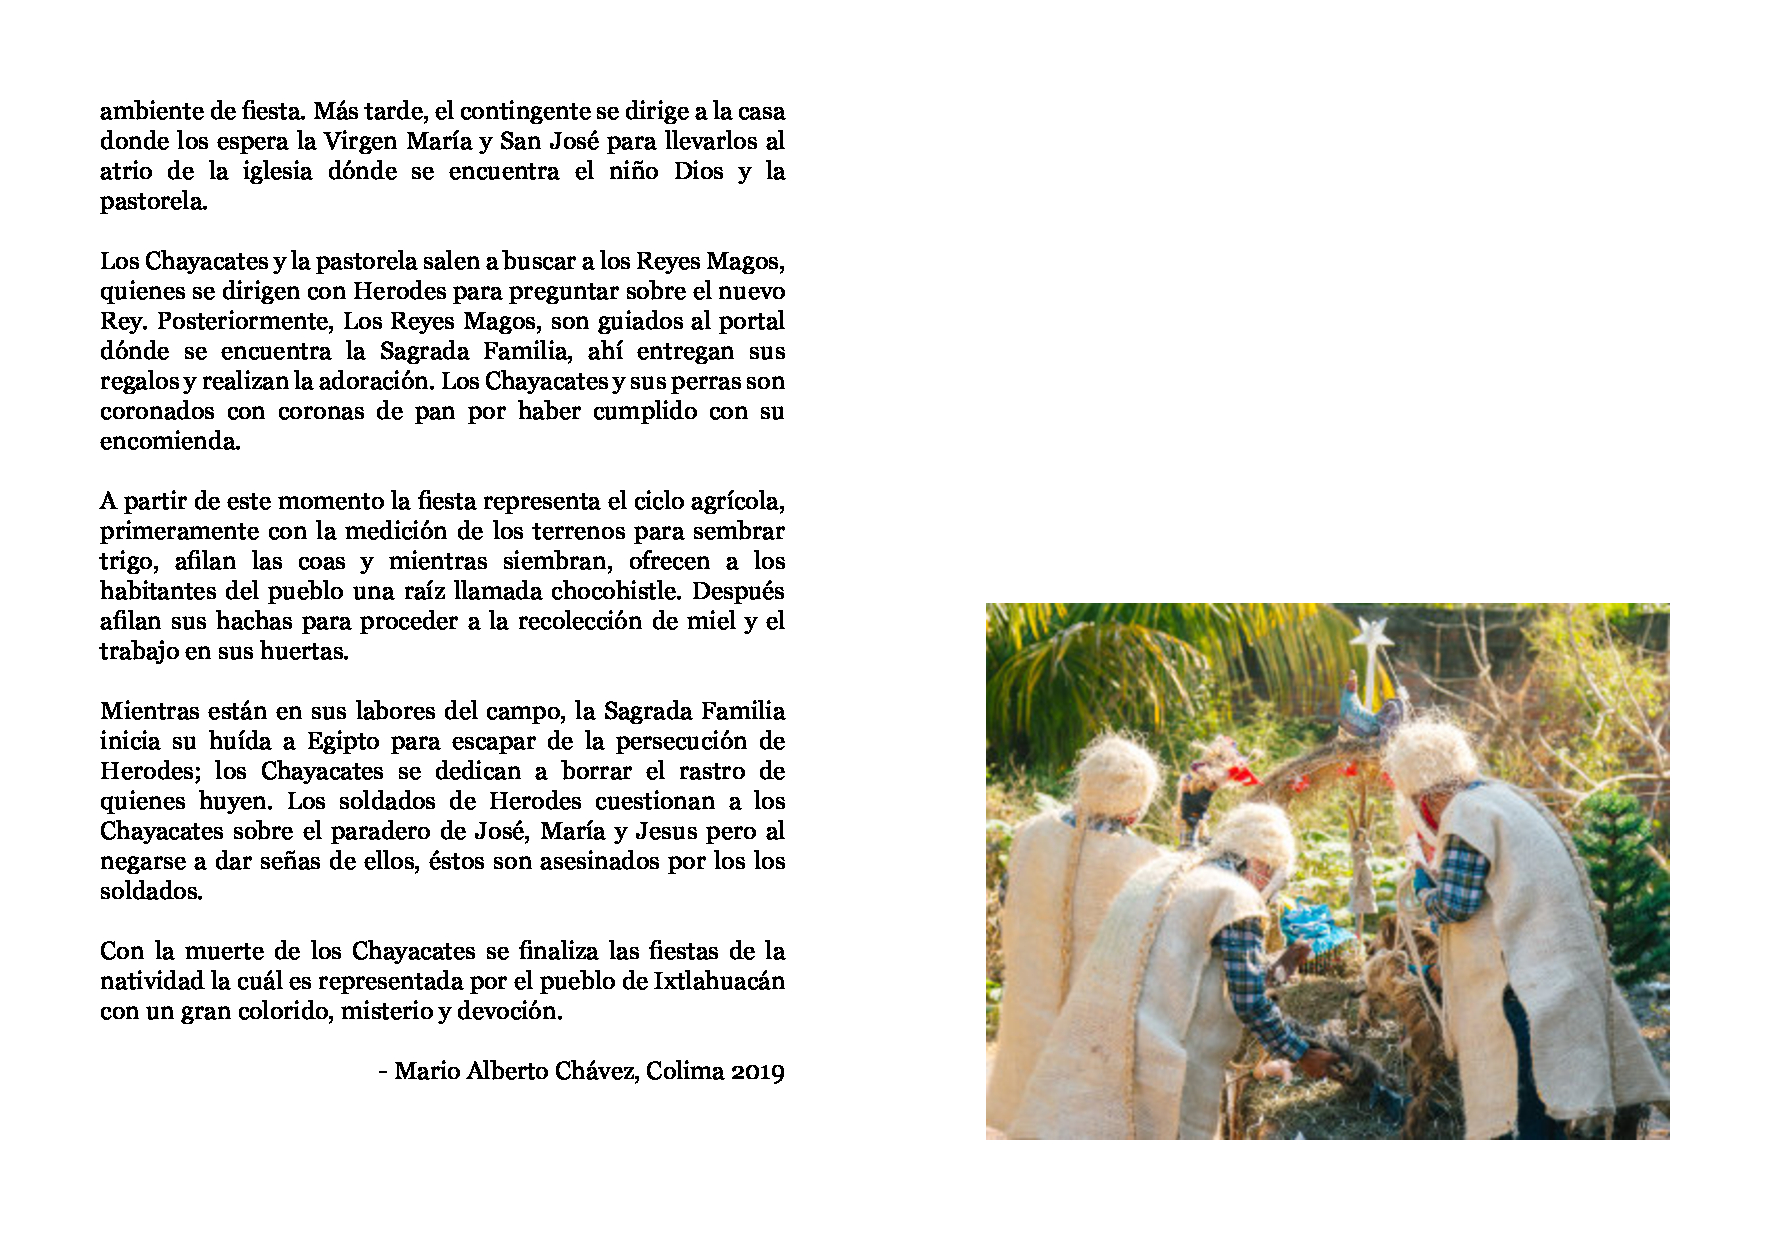 ambiente de fiesta. Más tarde, el contingente se dirige a la casa
donde los espera la Virgen María y San José para llevarlos al
atrio de la iglesia dónde se encuentra el niño Dios y la
pastorela.
Los Chayacates y la pastorela salen a buscar a los Reyes Magos,
quienes se dirigen con Herodes para preguntar sobre el nuevo
Rey. Posteriormente, Los Reyes Magos, son guiados al portal
dónde se encuentra la Sagrada Familia, ahí entregan sus
regalos y realizan la adoración. Los Chayacates y sus perras son
coronados con coronas de pan por haber cumplido con su
encomienda.
A partir de este momento la fiesta representa el ciclo agrícola,
primeramente con la medición de los terrenos para sembrar
trigo, afilan las coas y mientras siembran, ofrecen a los
habitantes del pueblo una raíz llamada chocohistle. Después
afilan sus hachas para proceder a la recolección de miel y el
trabajo en sus huertas.
Mientras están en sus labores del campo, la Sagrada Familia
inicia su huída a Egipto para escapar de la persecución de
Herodes; los Chayacates se dedican a borrar el rastro de
quienes huyen. Los soldados de Herodes cuestionan a los
Chayacates sobre el paradero de José, María y Jesus pero al
negarse a dar señas de ellos, éstos son asesinados por los los
soldados.
Con la muerte de los Chayacates se finaliza las fiestas de la
natividad la cuál es representada por el pueblo de Ixtlahuacán
con un gran colorido, misterio y devoción.
- Mario Alberto Chávez, Colima 2019